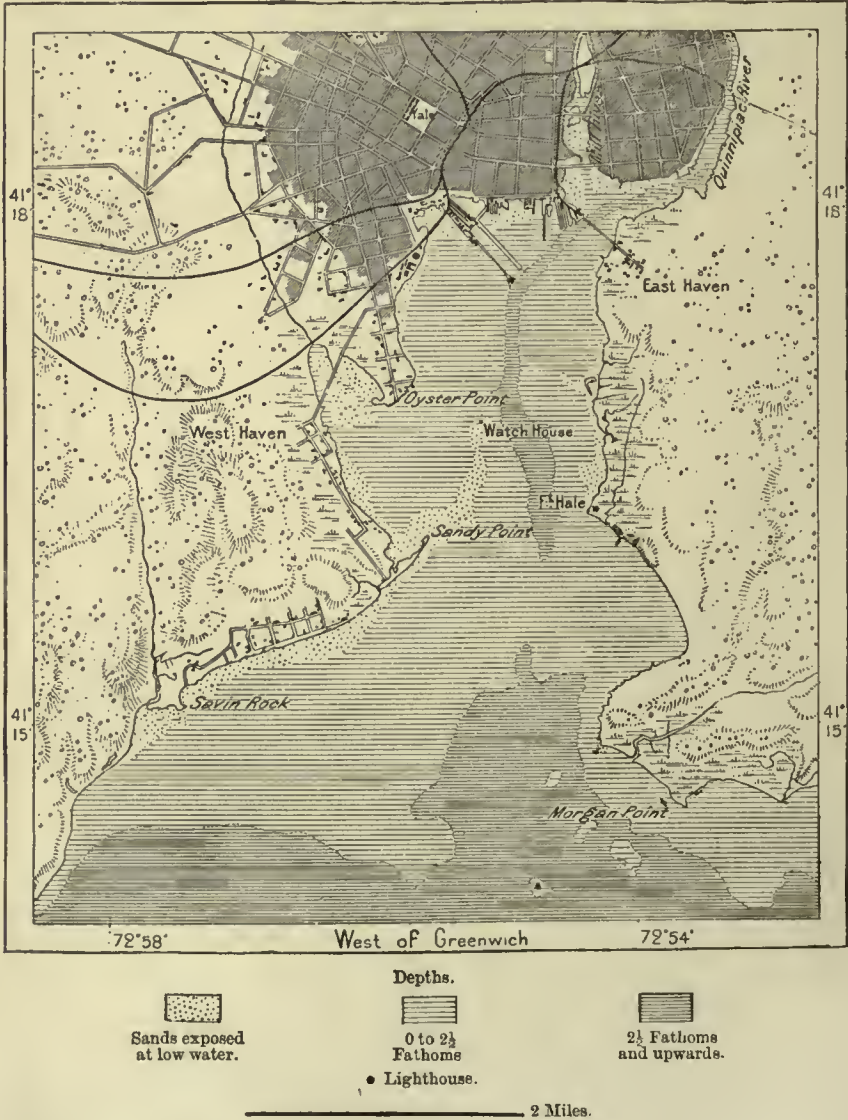 Yale
Quinnipiac River
41°
18'
41°
18'
East Haven
Oyster Point
West Haven
Watch House
Ft. Hale
Sandy Point
Savin Rock
41°
15'
41°
15'
Morgan Point
72°58'
West of Greenwich
72°54'
Depths.
Sands exposed
at low water.
0 to 2½
Fathoms
2½ Fathoms
and upwards.
Lighthouse.
2 Miles.